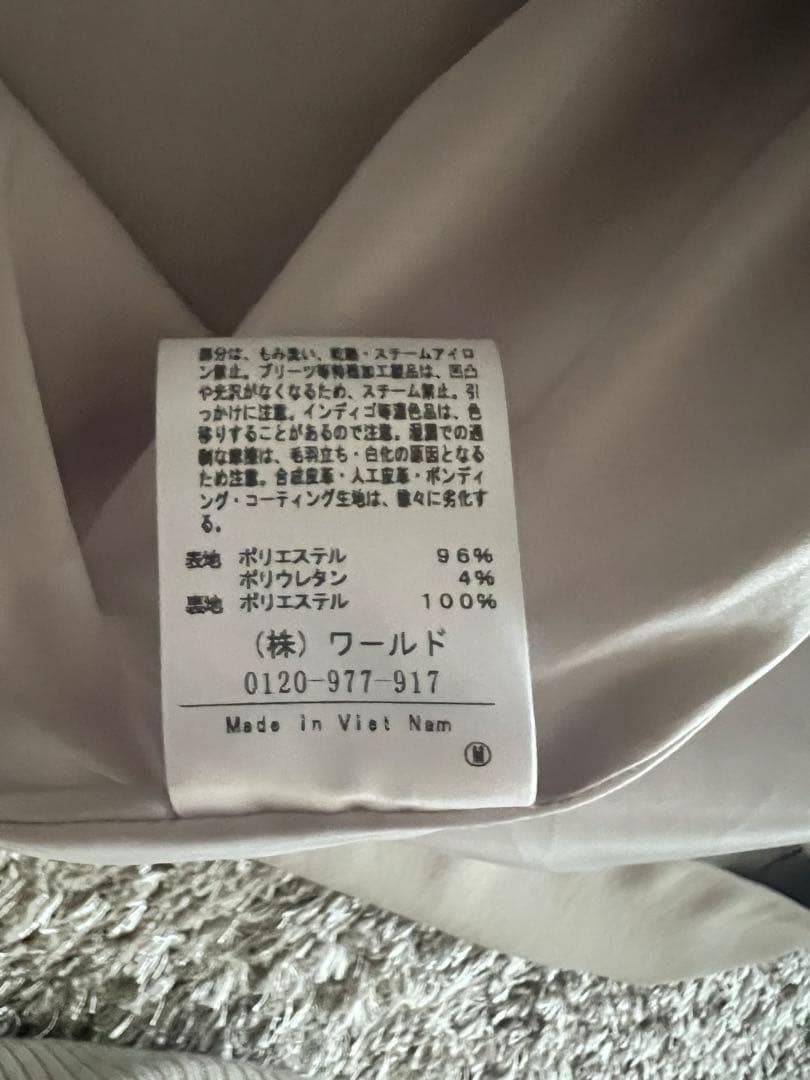 部分は、もみ洗い、乾熱・スチームアイロ
ン禁止。プリーツ等特殊加工製品は、凹凸
や光沢がなくなるため、スチーム禁止。引
っかけに注意。インディゴ等濃色品は、色
移りすることがあるので注意。湿潤での過
剰な摩擦は、毛羽立ち・白化の原因となる
ため注意。合成皮革・人工皮革・ボンディ
ング・コーティング生地は、徐々に劣化す
る。
表地 ポリエステル 96%
ポリウレタン 4%
裏地 ポリエステル 100%
(株)ワールド
0120-977-917
Made in Viet Nam